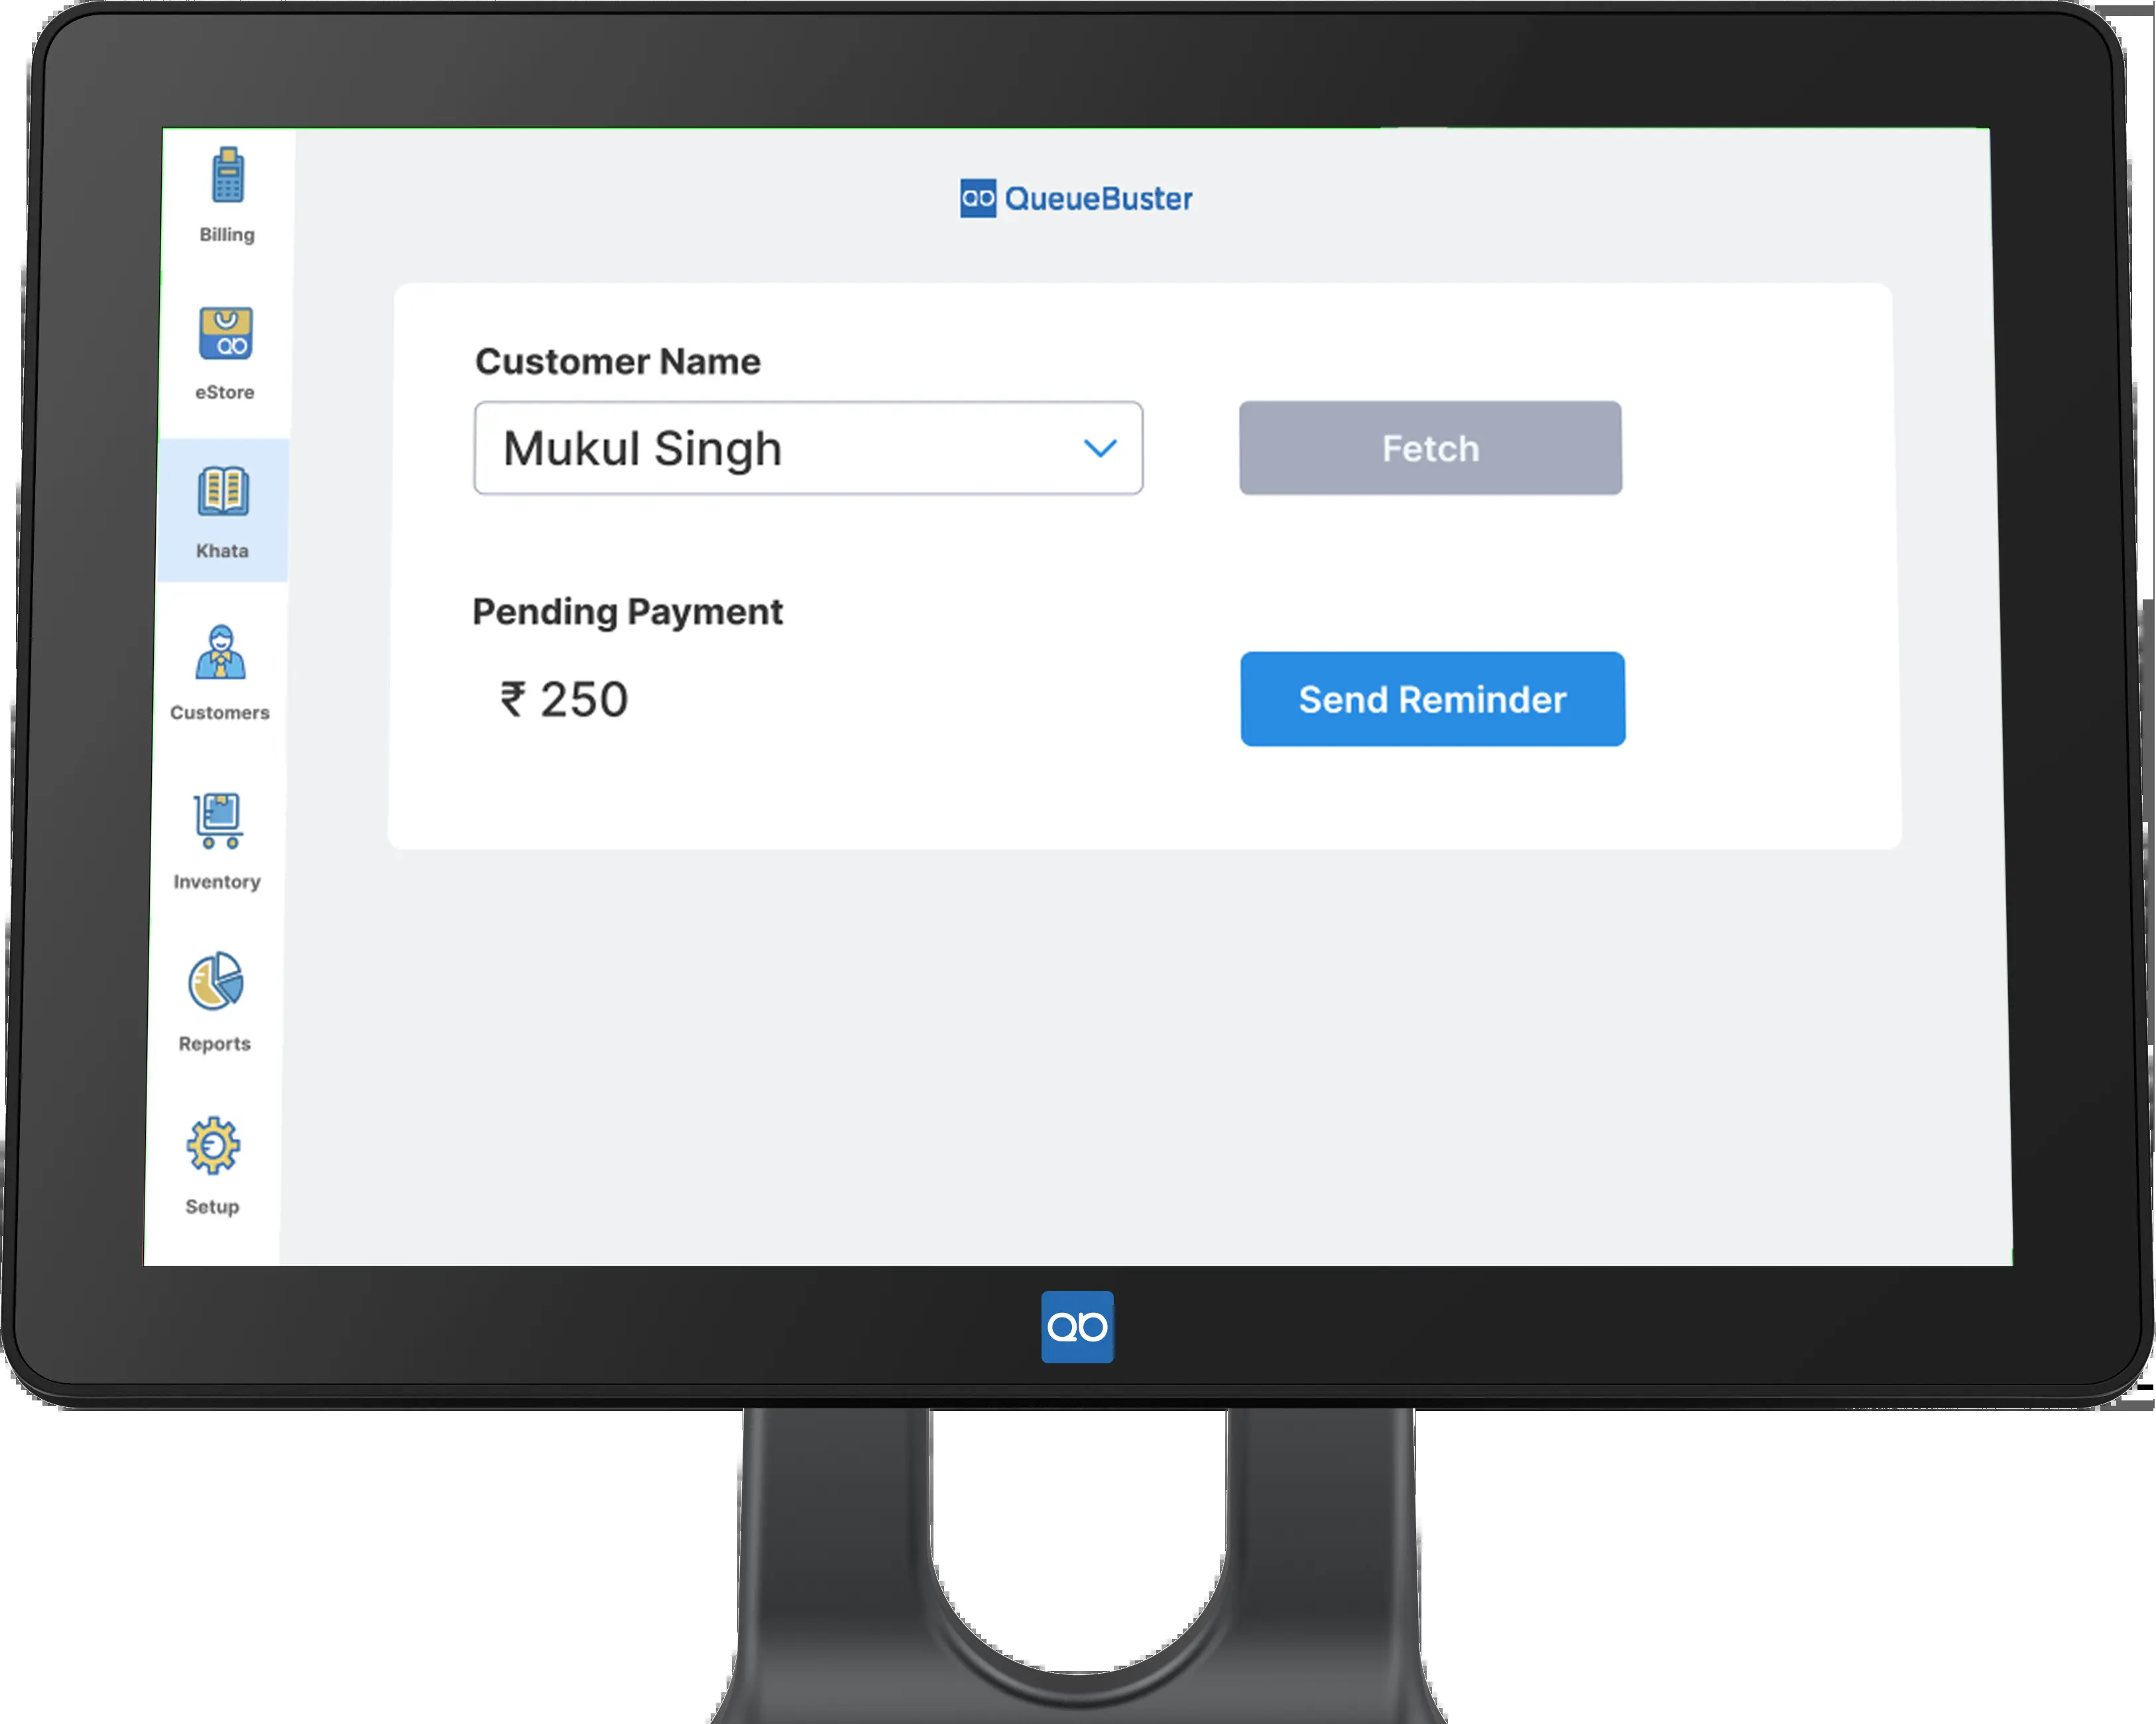 Billing
eStore
Khata
Customers
Inventory
Reports
Setup
QueueBuster
Customer Name
Mukul Singh
Fetch
Pending Payment
₹ 250
Send Reminder